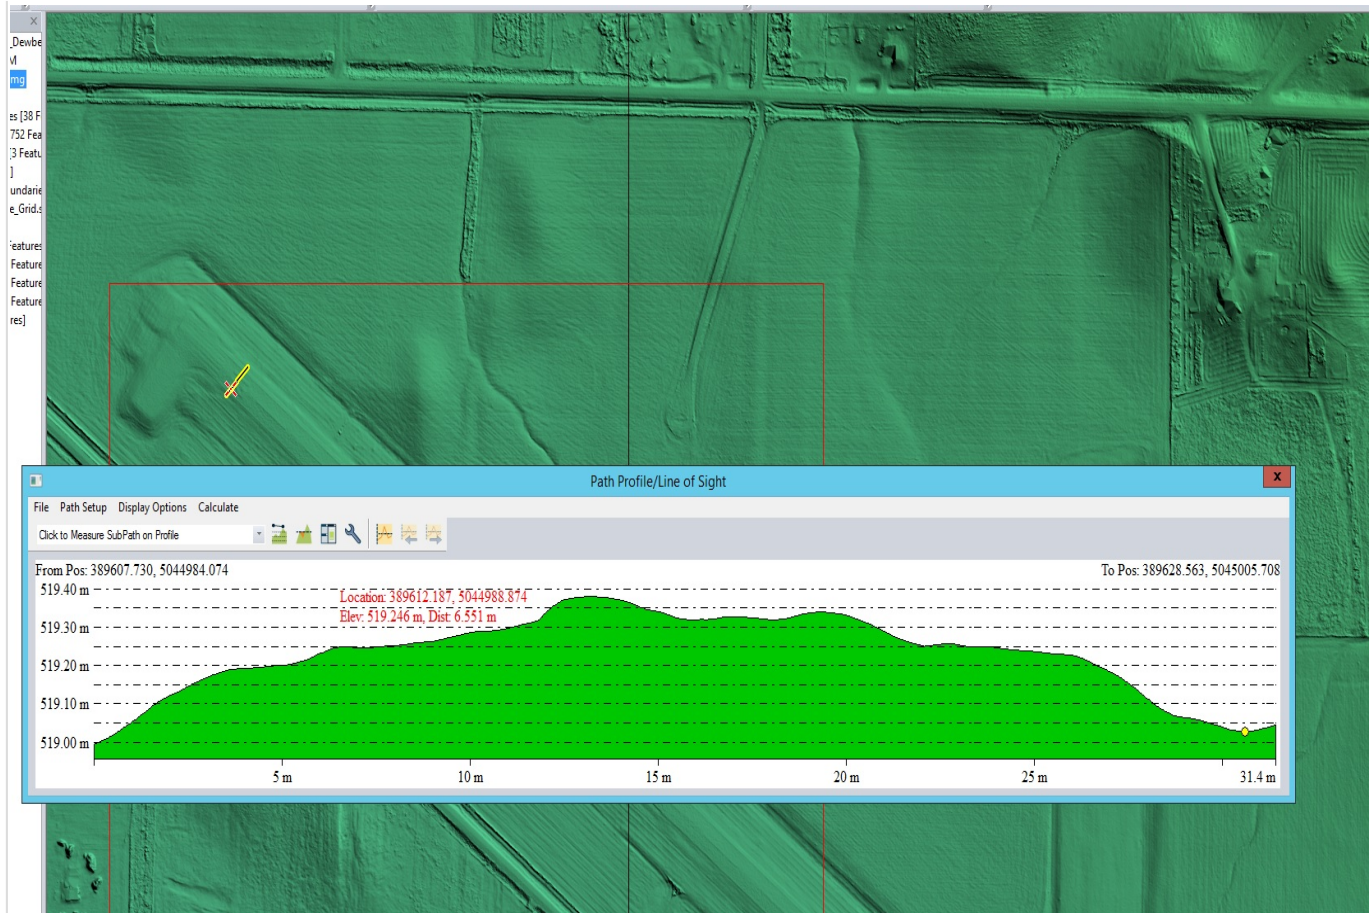 X
_Dewbe
M
mg
es [38 F
752 Fea
[3 Featu
]
undarie
e_Grid.s
Features
Feature
Feature
Feature
res]
Path Profile/Line of Sight
X
File Path Setup Display Options Calculate
Click to Measure SubPath on Profile
From Pos: 389607.730, 5044984.074
To Pos: 389628.563, 5045005.708
519.40 m
Location: 389612.187, 5044988.874
Elev: 519.246 m, Dist: 6.551 m
519.30 m
519.20 m
519.10 m
519.00 m
5 m 10 m 15 m 20 m 25 m 31.4 m